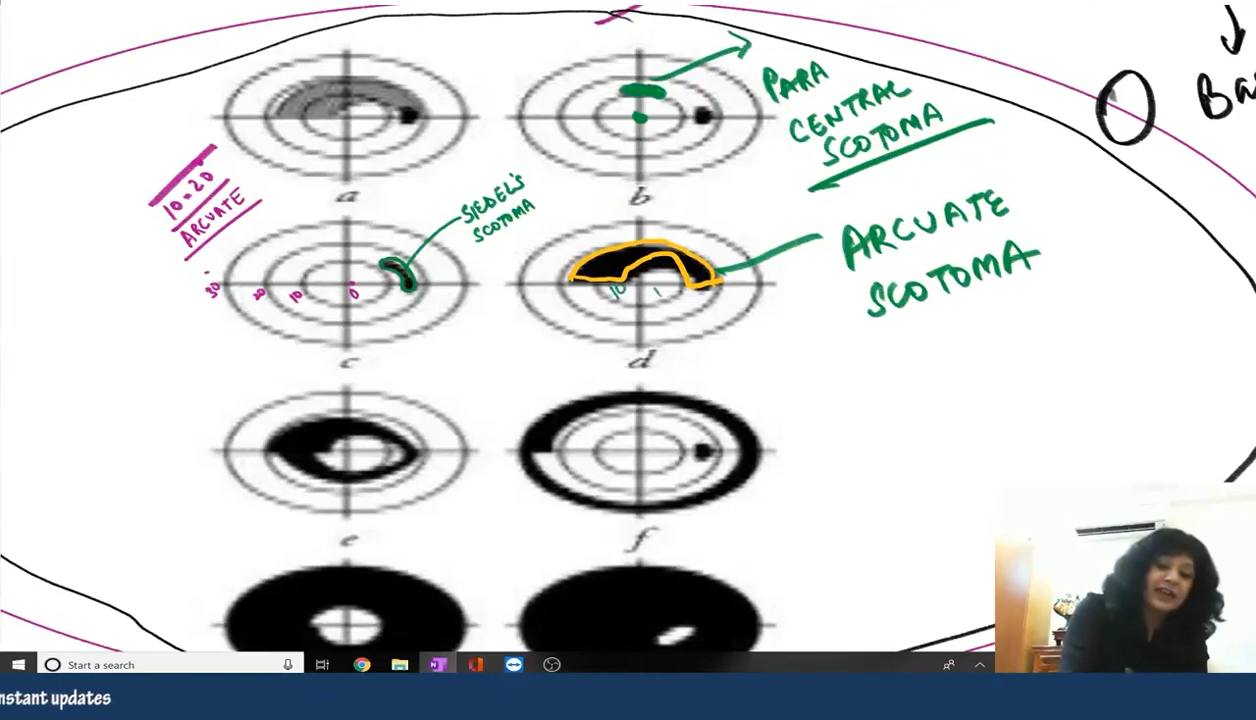 PARA
CENTRAL
SCOTOMA
Ba
10-20°
ARCUATE
a
b
SIEDEL'S
SCOTOMA
ARCUATE
SCOTOMA
30°
20
10
0°
10
c
d
e
f
Start a search
nstant updates